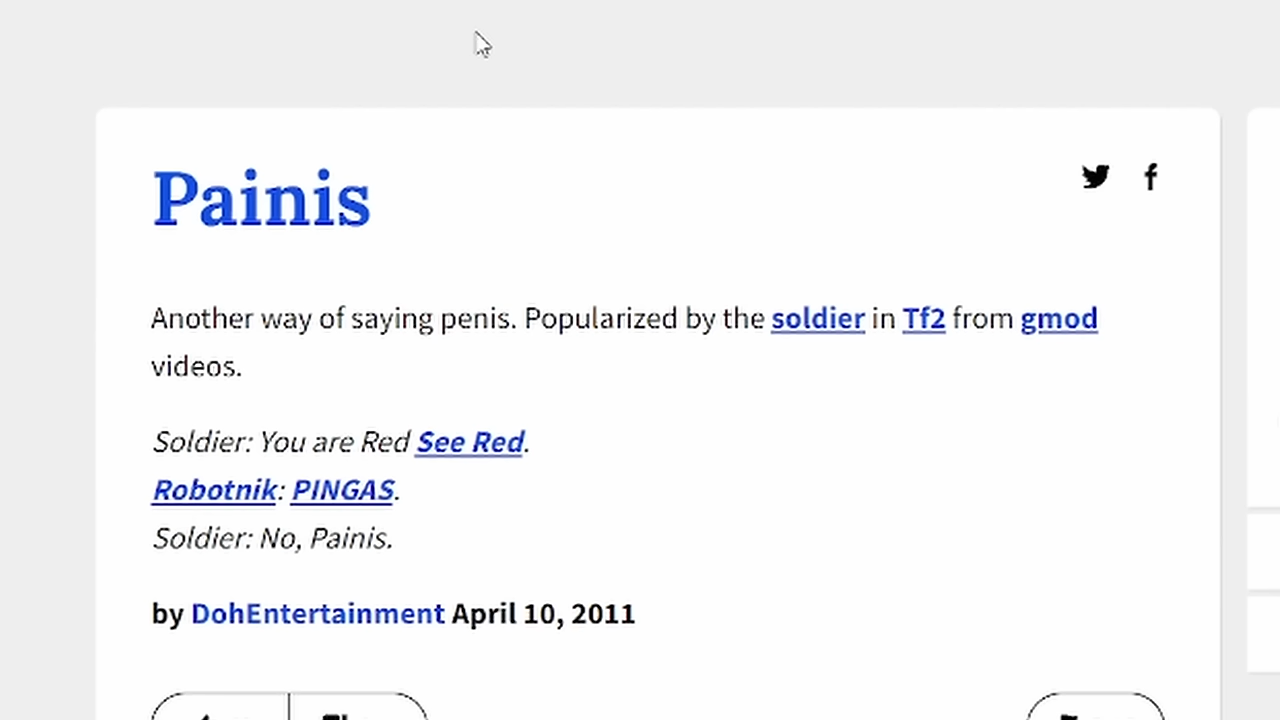 Painis
Another way of saying penis. Popularized by the soldier in Tf2 from gmod
videos.
Soldier: You are Red See Red.
Robotnik: PINGAS.
Soldier: No, Painis.
by DohEntertainment April 10, 2011